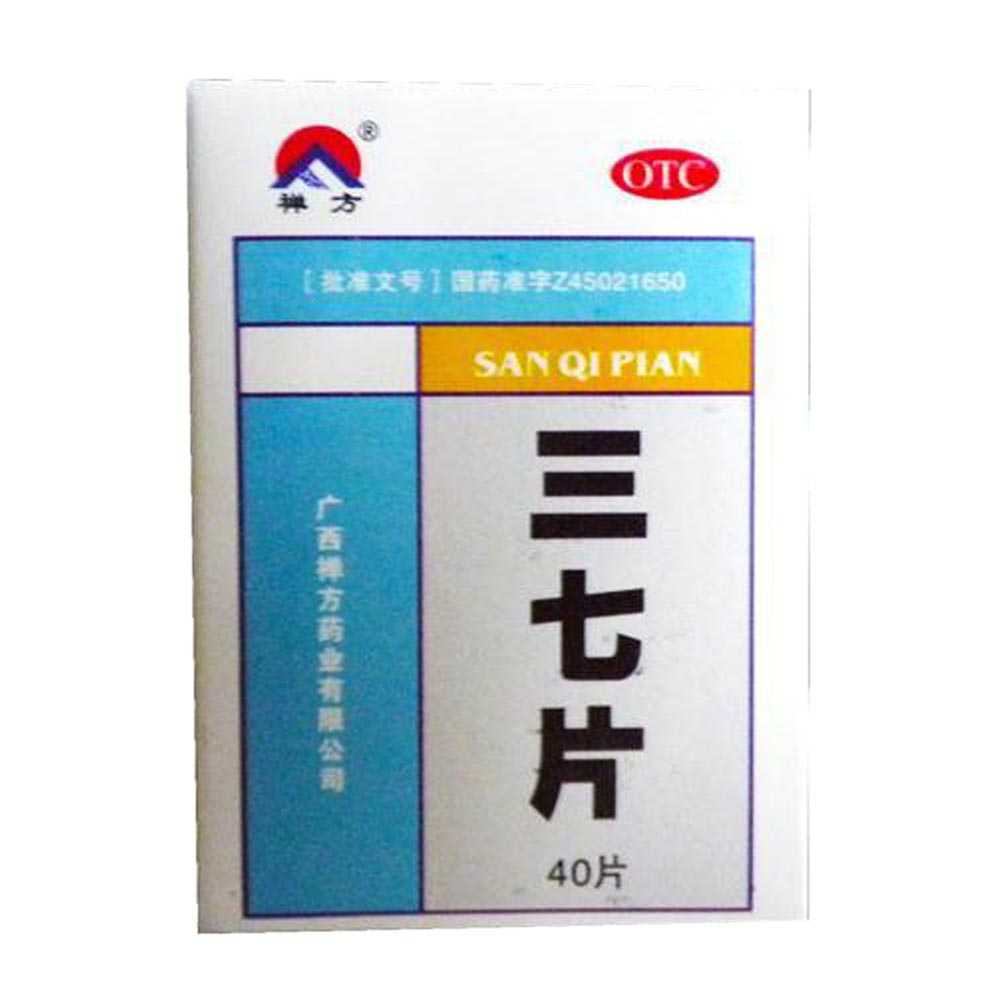 ®
禅方
OTC
［批准文号］国药准字Z45021650
SAN QI PIAN
三七片
广西禅方药业有限公司
40片